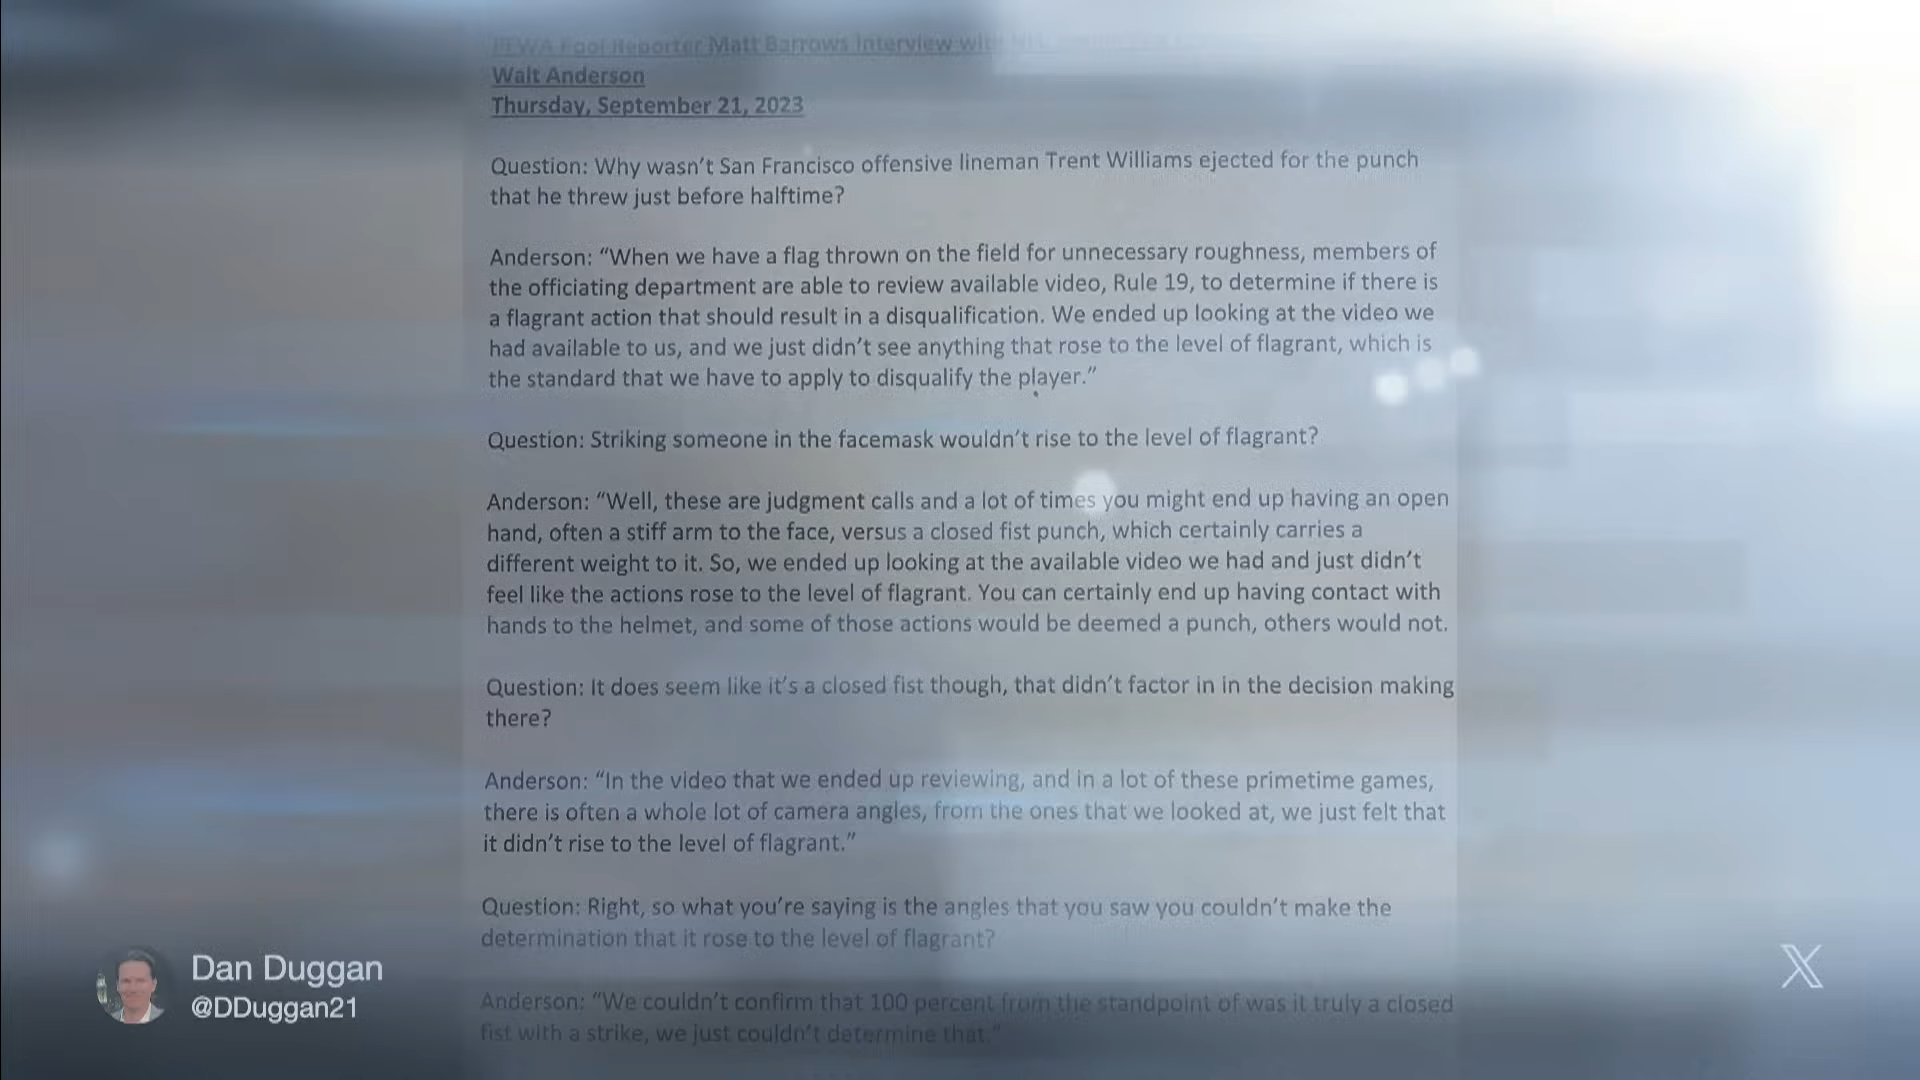 PFWA Pool Reporter Matt Barrows Interview with NFL
Walt Anderson
Thursday, September 21, 2023
Question: Why wasn't San Francisco offensive lineman Trent Williams ejected for the punch
that he threw just before halftime?
Anderson: “When we have a flag thrown on the field for unnecessary roughness, members of
the officiating department are able to review available video, Rule 19, to determine if there is
a flagrant action that should result in a disqualification. We ended up looking at the video we
had available to us, and we just didn't see anything that rose to the level of flagrant, which is
the standard that we have to apply to disqualify the player.”
Question: Striking someone in the facemask wouldn't rise to the level of flagrant?
Anderson: “Well, these are judgment calls and a lot of times you might end up having an open
hand, often a stiff arm to the face, versus a closed fist punch, which certainly carries a
different weight to it. So, we ended up looking at the available video we had and just didn't
feel like the actions rose to the level of flagrant. You can certainly end up having contact with
hands to the helmet, and some of those actions would be deemed a punch, others would not.
Question: It does seem like it's a closed fist though, that didn't factor in in the decision making
there?
Anderson: “In the video that we ended up reviewing, and in a lot of these primetime games,
there is often a whole lot of camera angles, from the ones that we looked at, we just felt that
it didn't rise to the level of flagrant.”
Question: Right, so what you're saying is the angles that you saw you couldn't make the
determination that it rose to the level of flagrant?
Anderson: “We couldn't confirm that 100 percent from the standpoint of was it truly a closed
fist with a strike, we just couldn't determine that.”
Dan Duggan
@DDuggan21
X